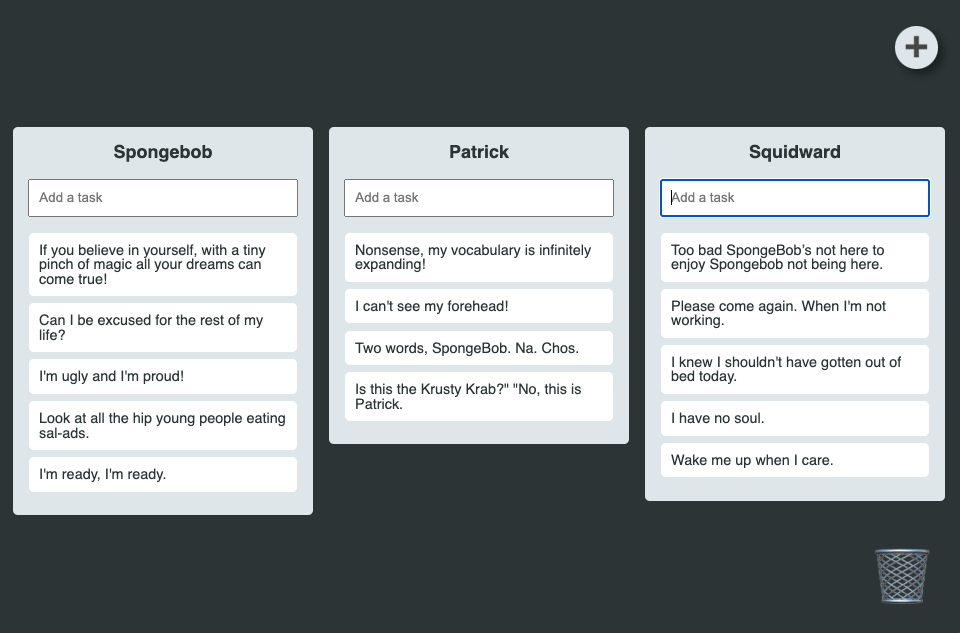 Spongebob
Add a task
If you believe in yourself, with a tiny
pinch of magic all your dreams can
come true!
Can I be excused for the rest of my
life?
I'm ugly and I'm proud!
Look at all the hip young people eating
sal-ads.
I'm ready, I'm ready.
Patrick
Add a task
Nonsense, my vocabulary is infinitely
expanding!
I can't see my forehead!
Two words, SpongeBob. Na. Chos.
Is this the Krusty Krab?" "No, this is
Patrick.
Squidward
Add a task
Too bad SpongeBob’s not here to
enjoy Spongebob not being here.
Please come again. When I'm not
working.
I knew I shouldn't have gotten out of
bed today.
I have no soul.
Wake me up when I care.